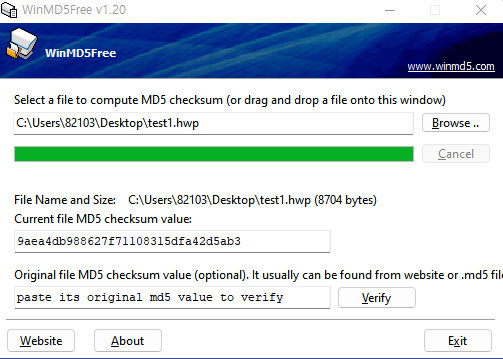 WinMD5Free v1.20
WinMD5Free
www.winmd5.com
Select a file to compute MD5 checksum (or drag and drop a file onto this window)
C:\Users\82103\Desktop\test1.hwp
Browse ..
Cancel
File Name and Size: C:\Users\82103\Desktop\test1.hwp (8704 bytes)
Current file MD5 checksum value:
9aea4db988627f71108315dfa42d5ab3
Original file MD5 checksum value (optional). It usually can be found from website or .md5 file
paste its original md5 value to verify
Verify
Website About Exit